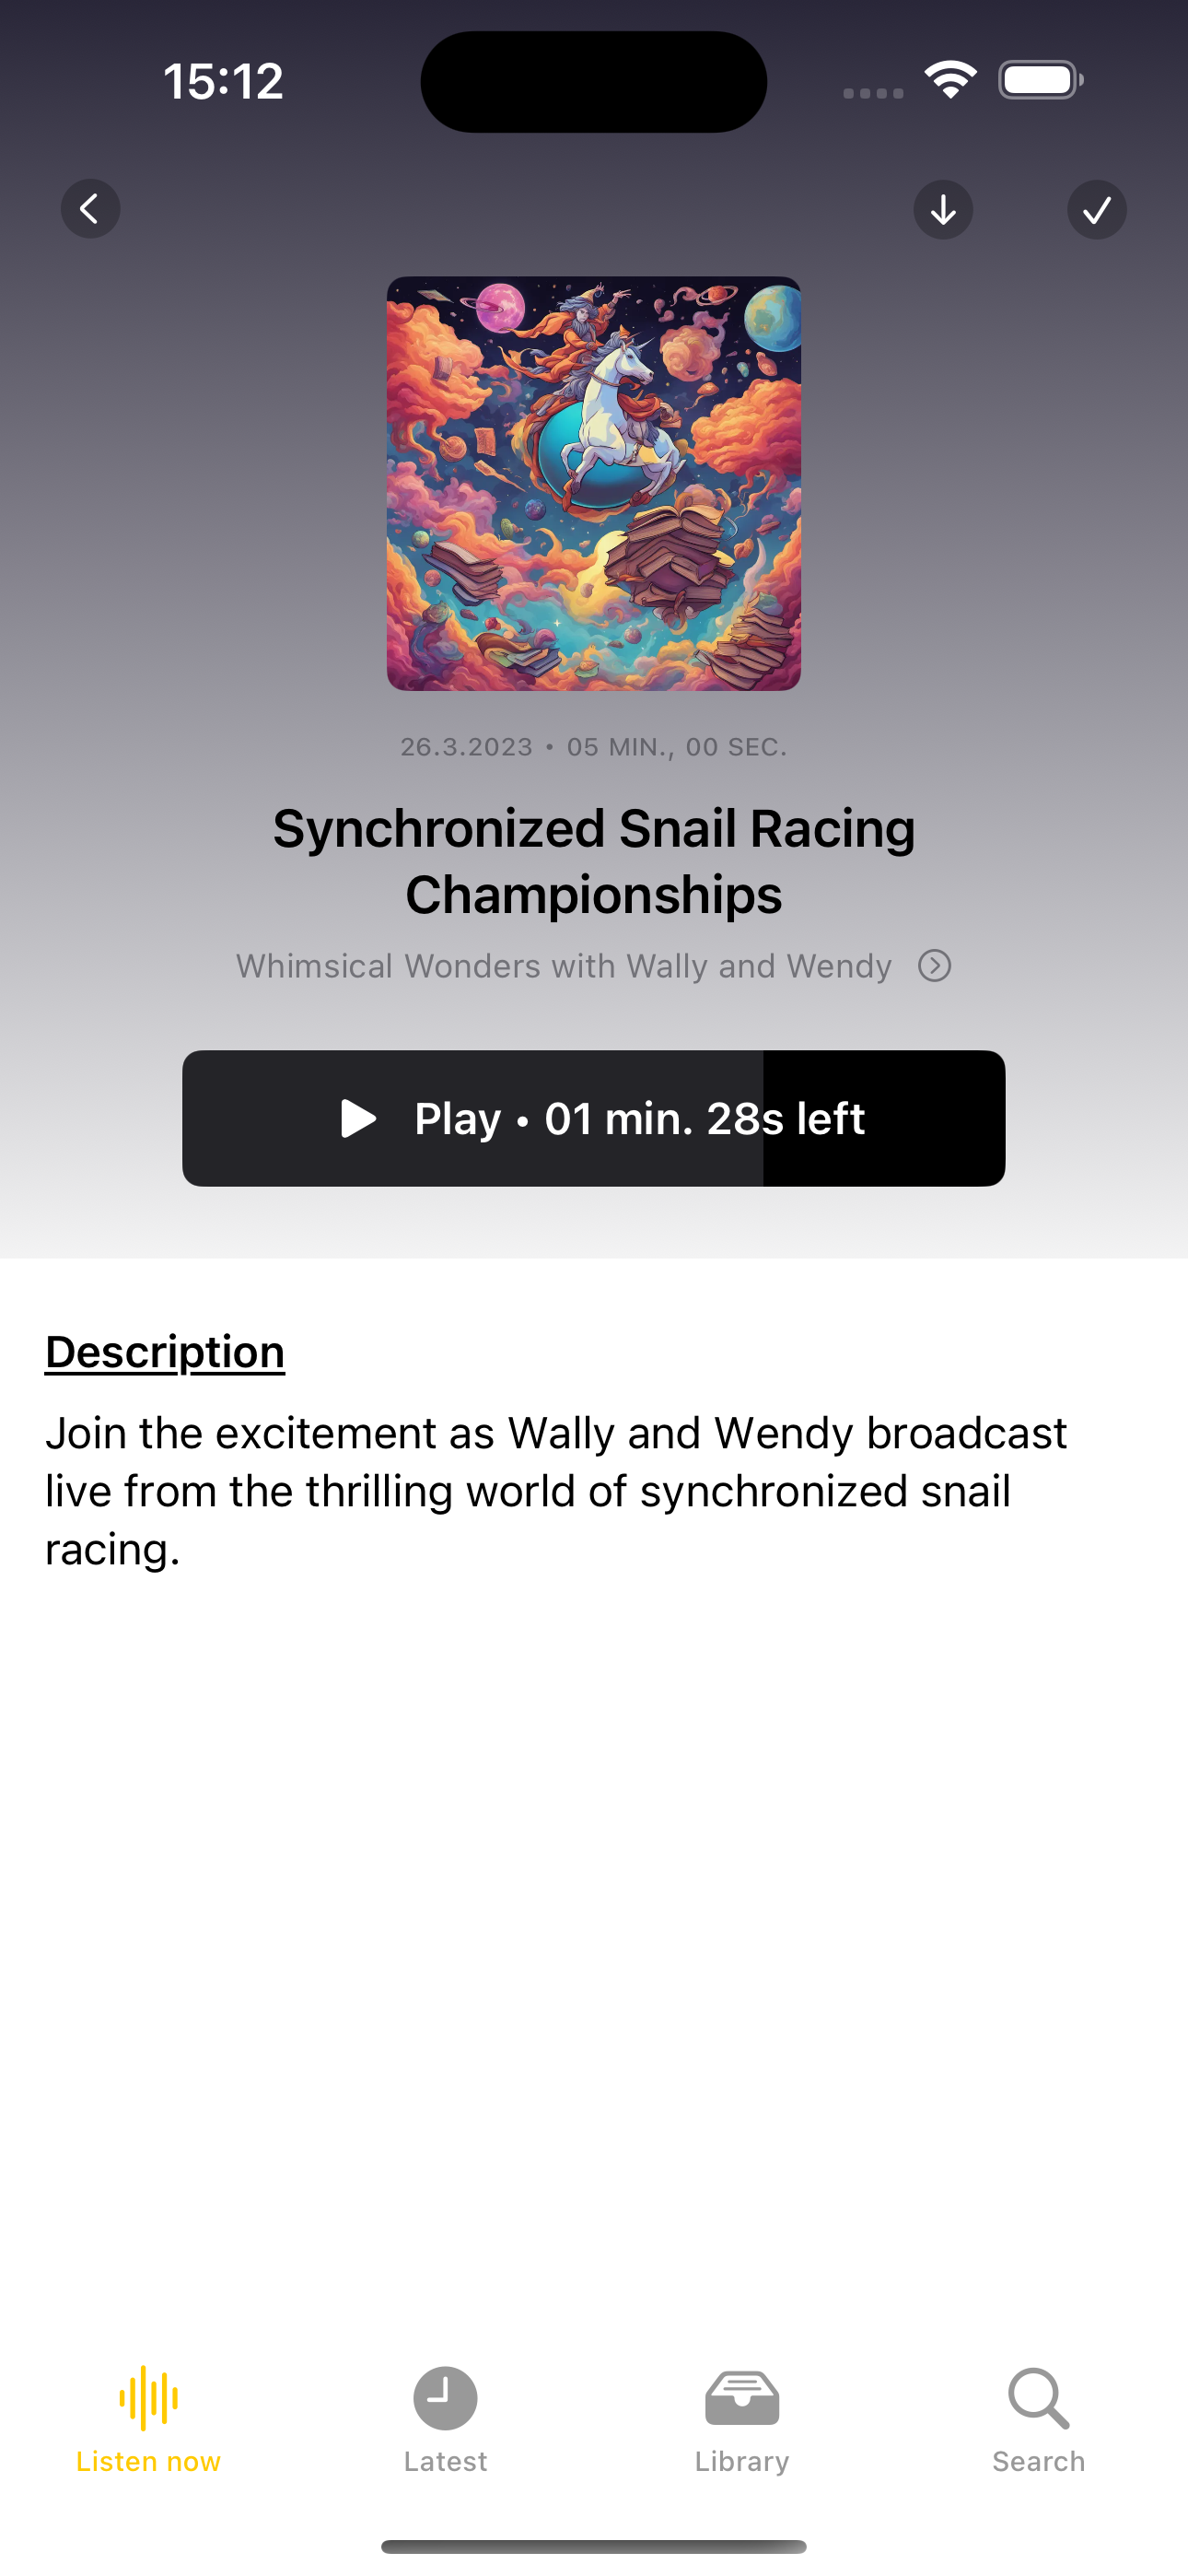 15:12
26.3.2023 • 05 MIN., 00 SEC.
Synchronized Snail Racing
Championships
Whimsical Wonders with Wally and Wendy
Play • 01 min. 28s left
Description
Join the excitement as Wally and Wendy broadcast
live from the thrilling world of synchronized snail
racing.
Listen now
Latest
Library
Search